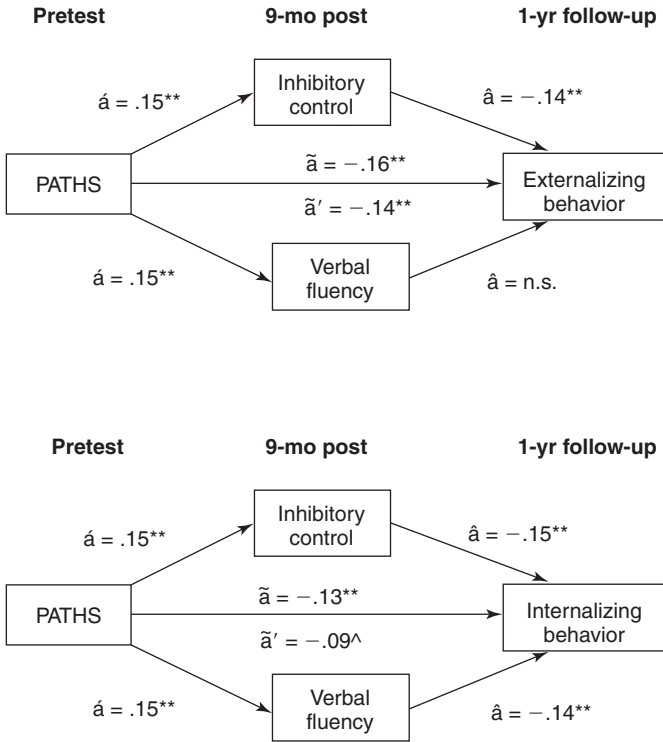 Pretest 9-mo post 1-yr follow-up
Inhibitory
control
á = .15**
â = −.14**
PATHS
ã = −.16**
ã′ = −.14**
Externalizing
behavior
á = .15**
Verbal
fluency
â = n.s.
Pretest 9-mo post 1-yr follow-up
Inhibitory
control
á = .15**
â = −.15**
PATHS
ã = −.13**
ã′ = −.09^
Internalizing
behavior
á = .15**
Verbal
fluency
â = −.14**